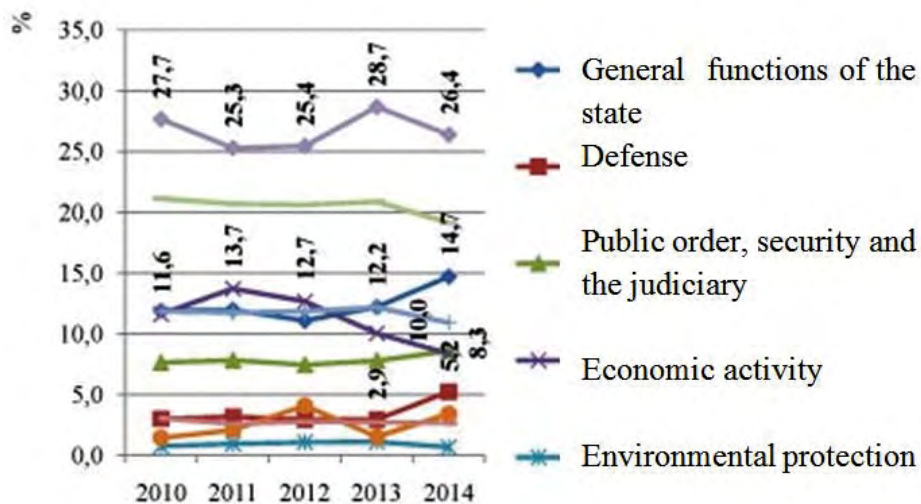 %
35,0
30,0
25,0
20,0
15,0
10,0
5,0
0,0
27,7
25,3
25,4
28,7
26,4
11,6
13,7
12,7
12,2
14,7
10,0
8,3
2,9
5,2
2010 2011 2012 2013 2014
General functions of the
state
Defense
Public order, security and
the judiciary
Economic activity
Environmental protection